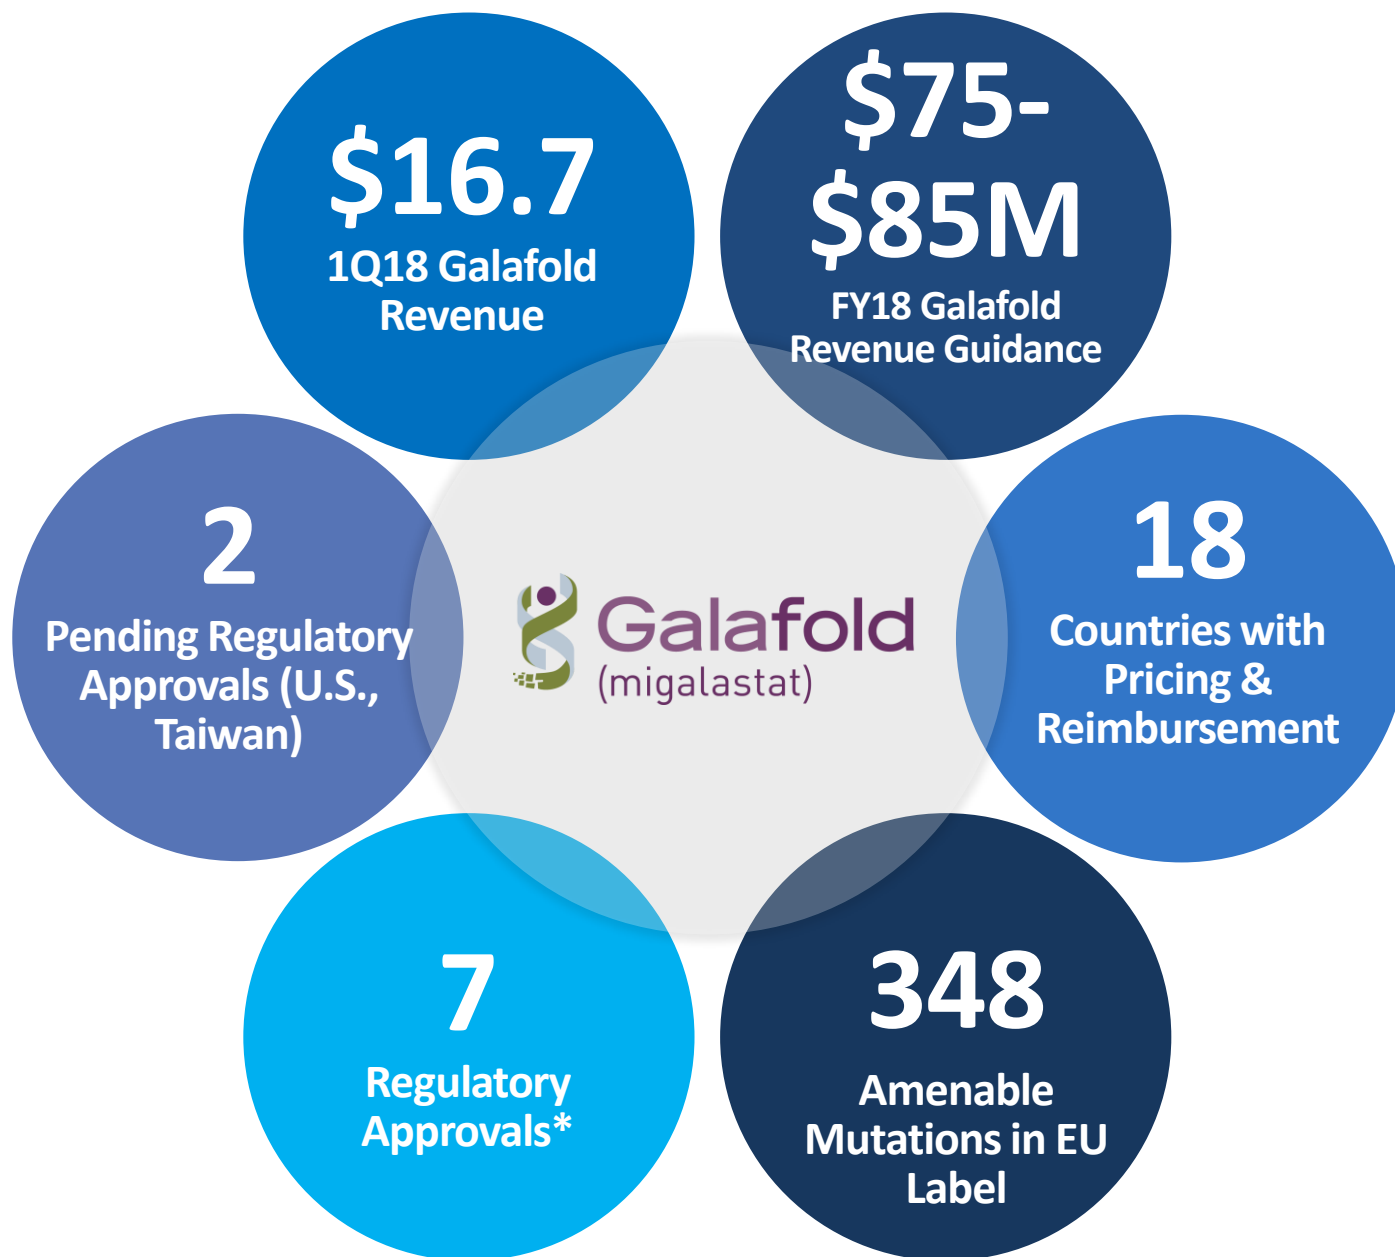 $16.7
1Q18 Galafold
Revenue
$75-
$85M
FY18 Galafold
Revenue Guidance
2
Pending Regulatory
Approvals (U.S.,
Taiwan)
Galafold
(migalastat)
18
Countries with
Pricing &
Reimbursement
7
Regulatory
Approvals*
348
Amenable
Mutations in EU
Label